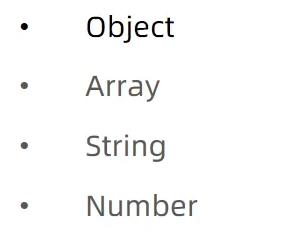 • Object
• Array
• String
• Number